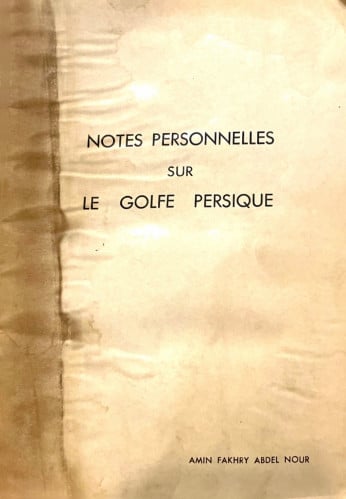 NOTES PERSONNELLES
SUR
LE GOLFE PERSIQUE
AMIN FAKHRY ABDEL NOUR